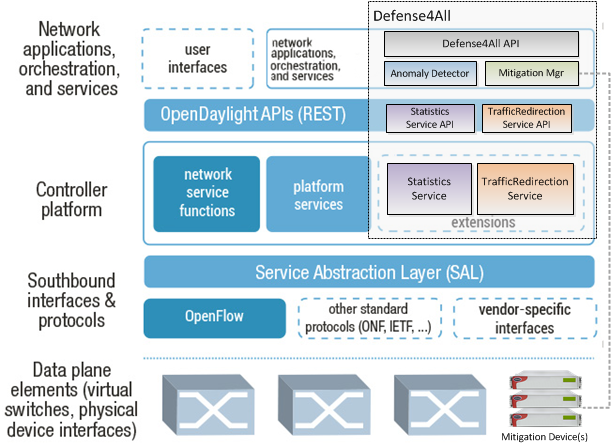 Defense4All
Network
applications,
orchestration,
and services
user
interfaces
network
applications,
orchestration,
and services
Defense4All API
Anomaly Detector
Mitigation Mgr
OpenDaylight APIs (REST)
Statistics
Service API
TrafficRedirection
Service API
Controller
platform
network
service
functions
platform
services
Statistics
Service
TrafficRedirection
Service
extensions
Southbound
interfaces &
protocols
Service Abstraction Layer (SAL)
OpenFlow
other standard
protocols (ONF, IETF, ...)
vendor-specific
interfaces
Data plane
elements (virtual
switches, physical
device interfaces)
Mitigation Device(s)